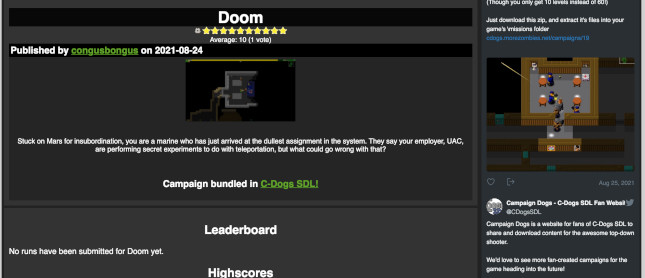 Doom
Average: 10 (1 vote)
Published by congusbongus on 2021-08-24
Stuck on Mars for insubordination, you are a marine who has just arrived at the dullest assignment in the system. They say your employer, UAC,
are performing secret experiments to do with teleportation, but what could go wrong with that?
Campaign bundled in C-Dogs SDL!
Leaderboard
No runs have been submitted for Doom yet.
Highscores
(Though you only get 10 levels instead of 60!)
Just download this zip, and extract it's files into your
game's \missions folder
cdogs.morezombies.net/campaign/19
Aug 25, 2021
Campaign Dogs - C-Dogs SDL Fan Websi
@CDogsSDL
Campaign Dogs is a website for fans of C-Dogs SDL to
share and download content for the awesome top-down
shooter.
We'd love to see more fan-created campaigns for the
game heading into the future!